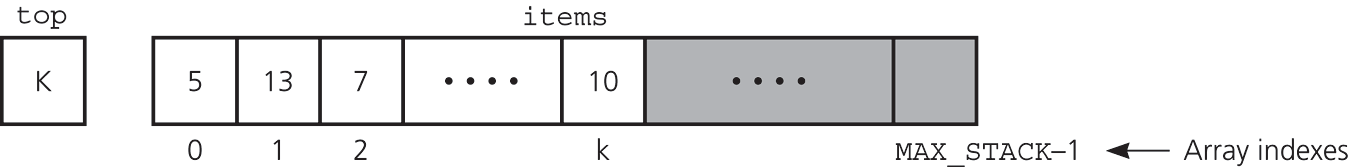 top items
K 5 13 7 •••• 10 ••••
0 1 2 k MAX_STACK–1 Array indexes